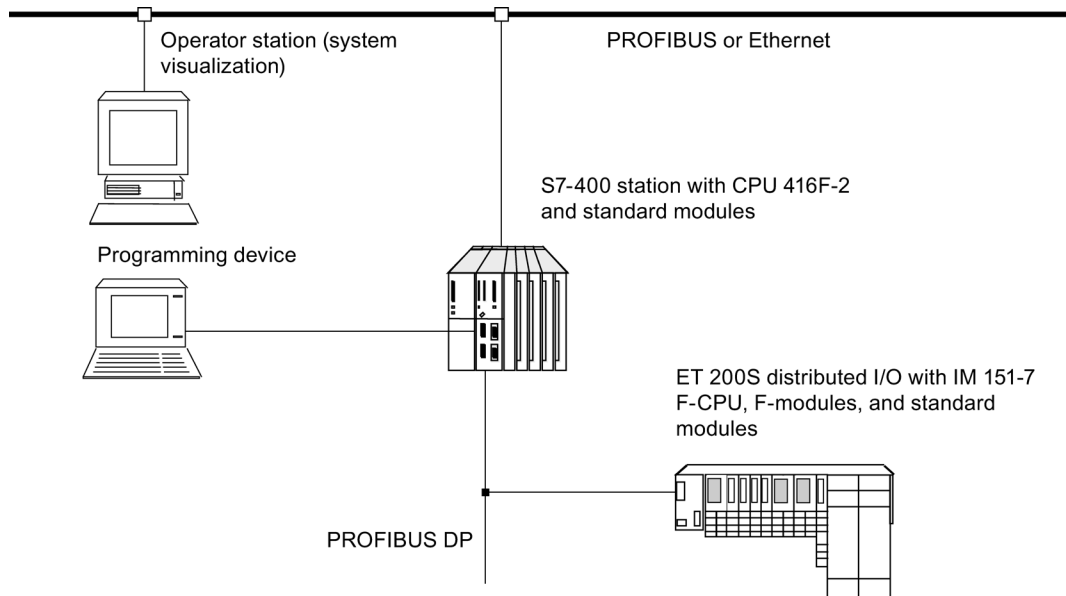 Operator station (system
visualization)
PROFIBUS or Ethernet
S7-400 station with CPU 416F-2
and standard modules
Programming device
ET 200S distributed I/O with IM 151-7
F-CPU, F-modules, and standard
modules
PROFIBUS DP